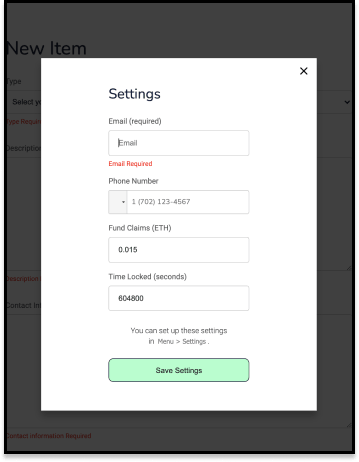 New Item
Type
Select yo
Type Requir
Description
Description
Contact Inf
Contact Information Required
Settings
Email (required)
Email
Email Required
Phone Number
1 (702) 123-4567
Fund Claims (ETH)
0.015
Time Locked (seconds)
604800
You can set up these settings
in Menu > Settings .
Save Settings